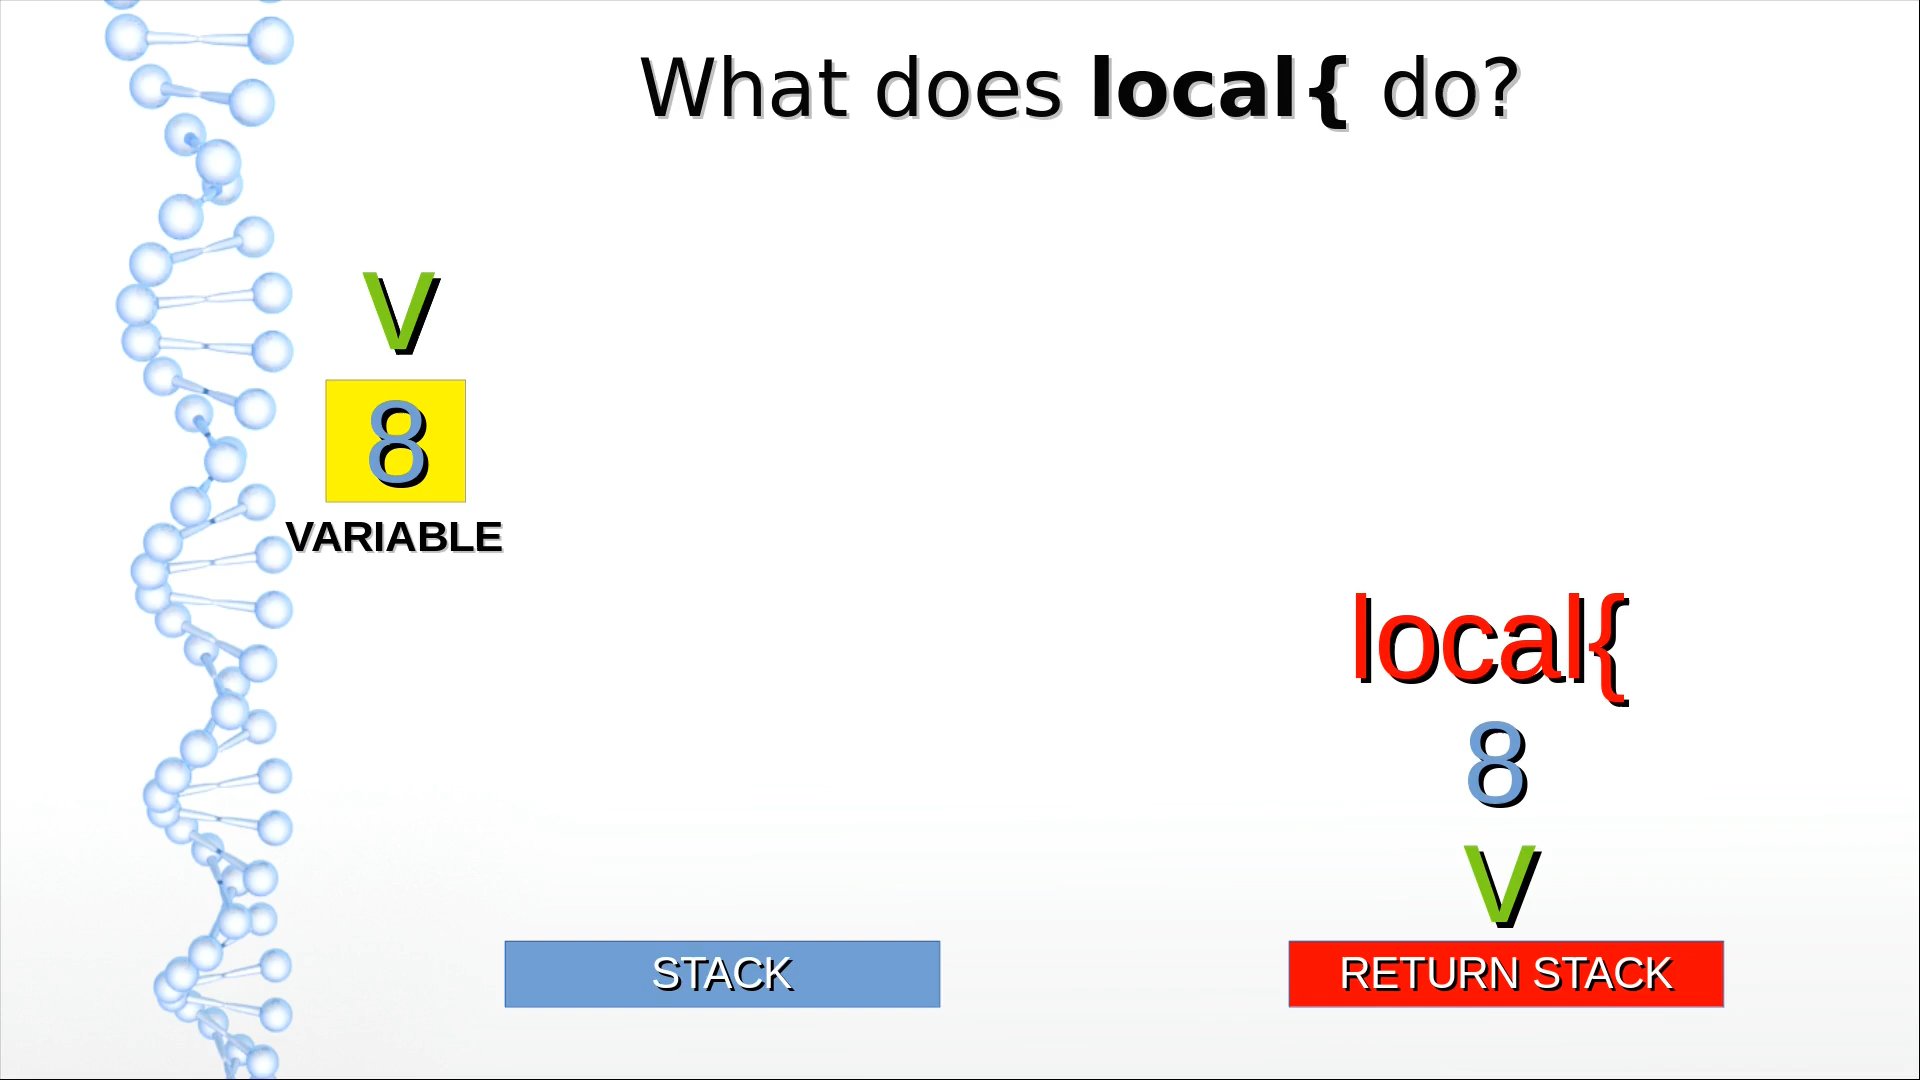 What does local{ do?
V
8
VARIABLE
local{
8
V
STACK
RETURN STACK